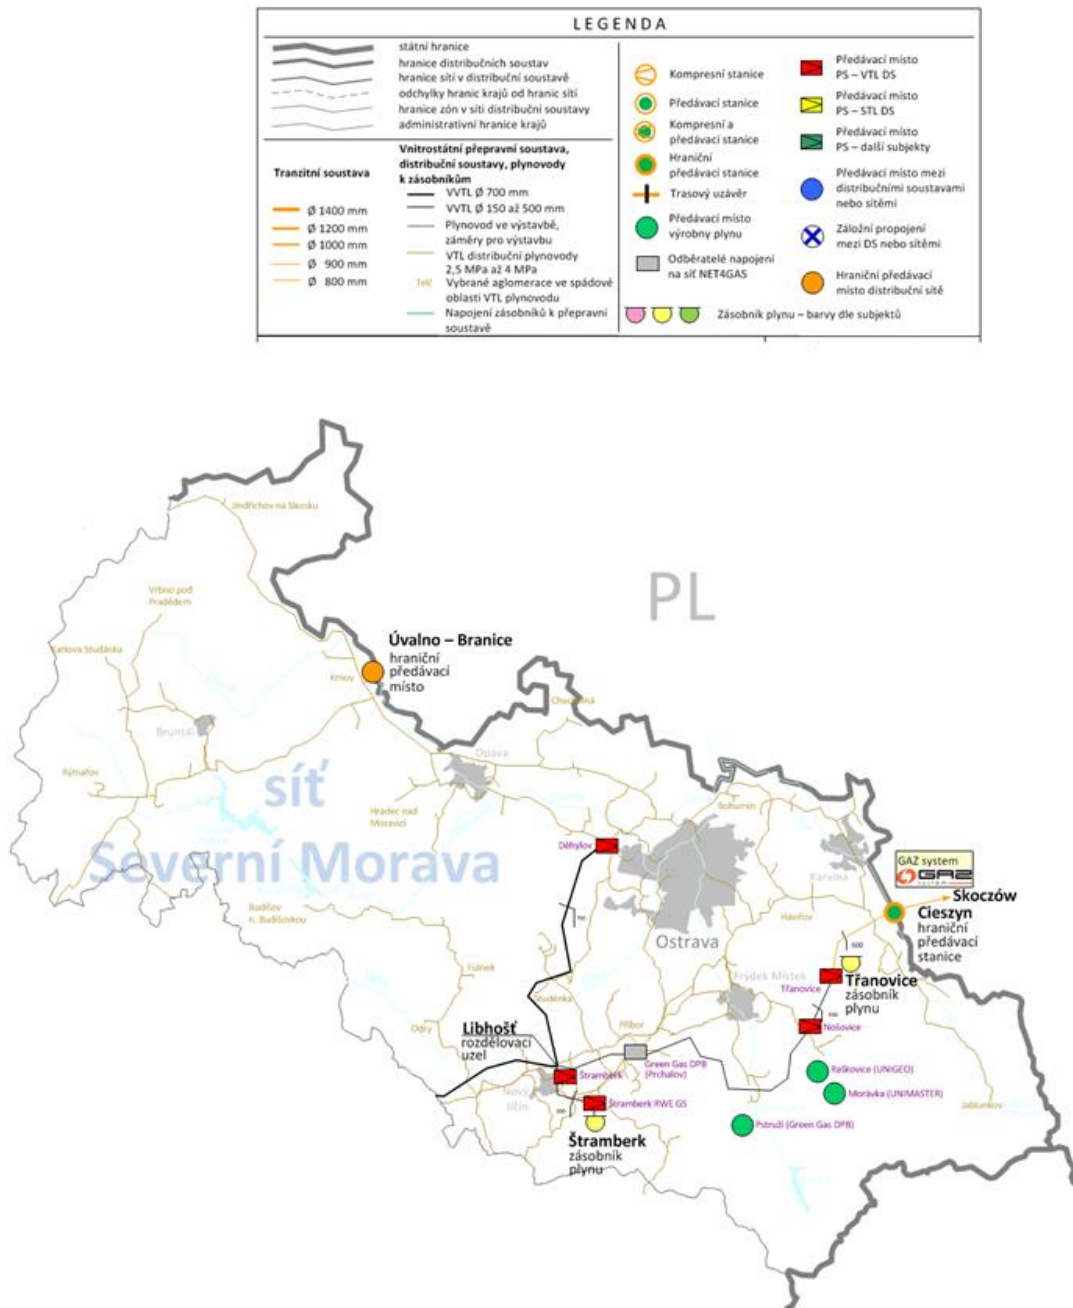 LEGENDA
státní hranice
hranice distribučních soustav
hranice sítí v distribuční soustavě
odchylky hranic krajů od hranic sítí
hranice zón v síti distribuční soustavy
administrativní hranice krajů
Tranzitní soustava
Ø 1400 mm
Ø 1200 mm
Ø 1000 mm
Ø 900 mm
Ø 800 mm
Vnitrostátní přepravní soustava,
distribuční soustavy, plynovody
k zásobníkům
VVTL Ø 700 mm
VVTL Ø 150 až 500 mm
Plynovod ve výstavbě,
záměry pro výstavbu
VTL distribuční plynovody
2,5 MPa až 4 MPa
Telč
Vybrané aglomerace ve spádové
oblasti VTL plynovodu
Napojení zásobníků k přepravní
soustavě
Kompresní stanice
Předávací stanice
Kompresní a
předávací stanice
Hraniční
předávací stanice
Trasový uzávěr
Předávací místo
výrobny plynu
Odběratelé napojení
na síť NET4GAS
Předávací místo
PS – VTL DS
Předávací místo
PS – STL DS
Předávací místo
PS – další subjekty
Předávací místo mezi
distribučními soustavami
nebo sítěmi
Záložní propojení
mezi DS nebo sítěmi
Hraniční předávací
místo distribuční sítě
Zásobník plynu – barvy dle subjektů
Jindřichov na Slezsku
PL
Vrbno pod
Pradědem
Karlova Studánka
Úvalno – Branice
hraniční
předávací
místo
Krnov
Bruntál
Opava
Rýmařov
síť
Severní Morava
Hradec nad
Moravicí
Bohumín
Děhylov
Karviná
GAZ system
GAZ
system
Skoczów
Cieszyn
hraniční
předávací
stanice
Budišov
n. Budišovkou
Havířov
Ostrava
500
Fulnek
Frýdek Místek
Třanovice
Třanovice
zásobník
plynu
Studénka
Odry
Příbor
Nošovice
Libhošť
rozdělovací
uzel
Green Gas DPB
(Prchalov)
Štramberk
Raškovice (UNIGEO)
Nový
Jičín
Štramberk RWE GS
Morávka (UNIMASTER)
Jablunkov
Pstruží (Green Gas DPB)
Štramberk
zásobník
plynu